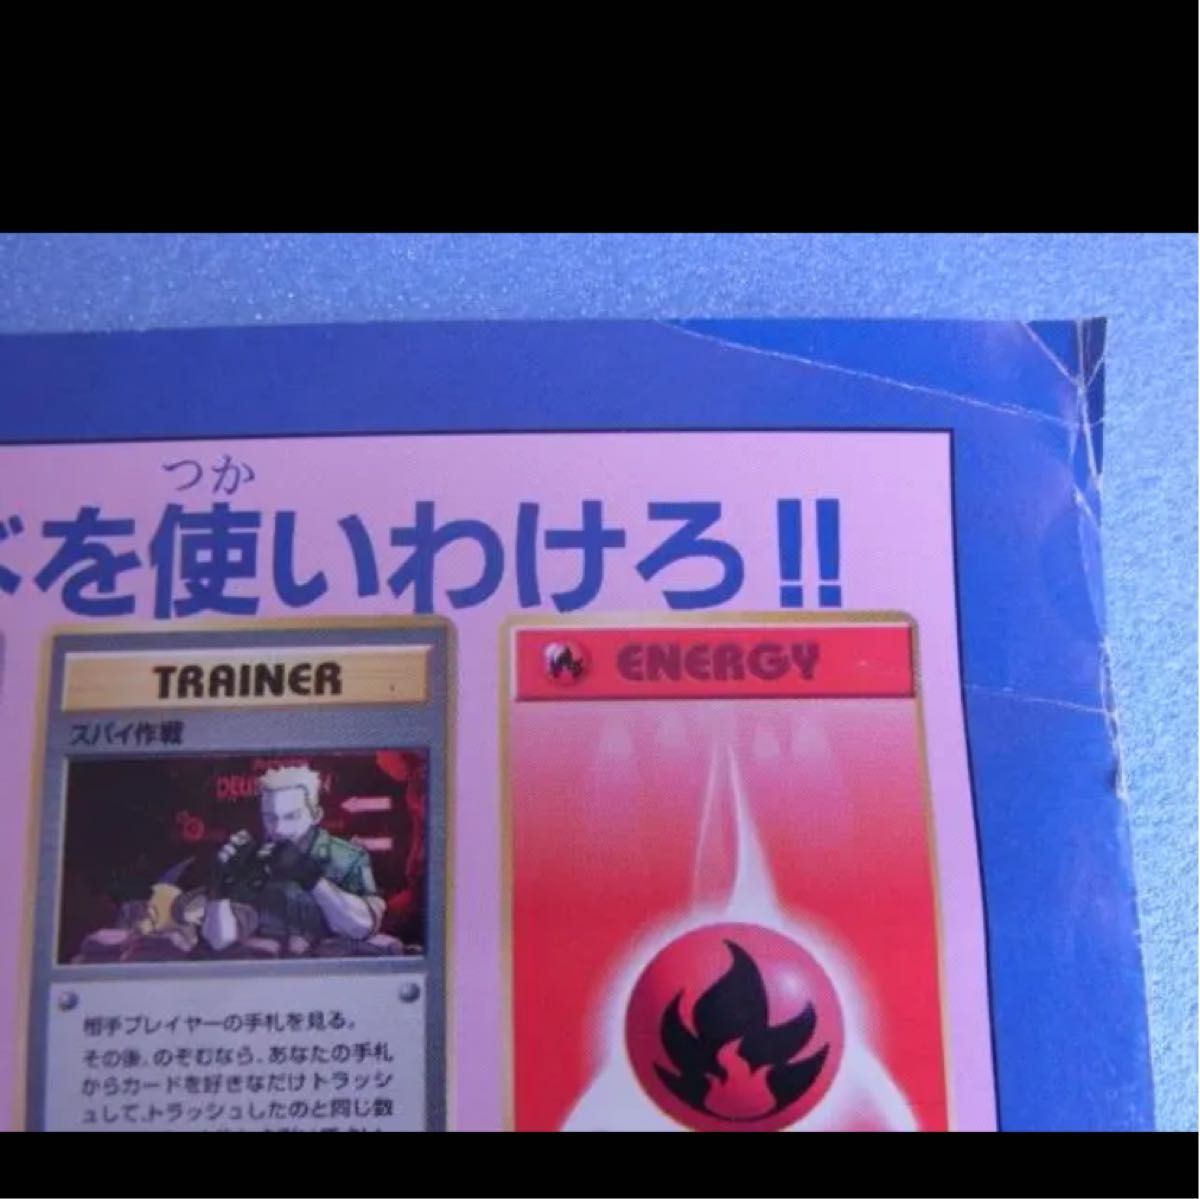 つか
ドを使いわけろ!!
TRAINER
スパイ作戦
相手プレイヤーの手札を見る。
その後、のぞむなら、あなたの手札
からカードを好きなだけトラッシ
ュして、トラッシュしたのと同じ数
ENERGY